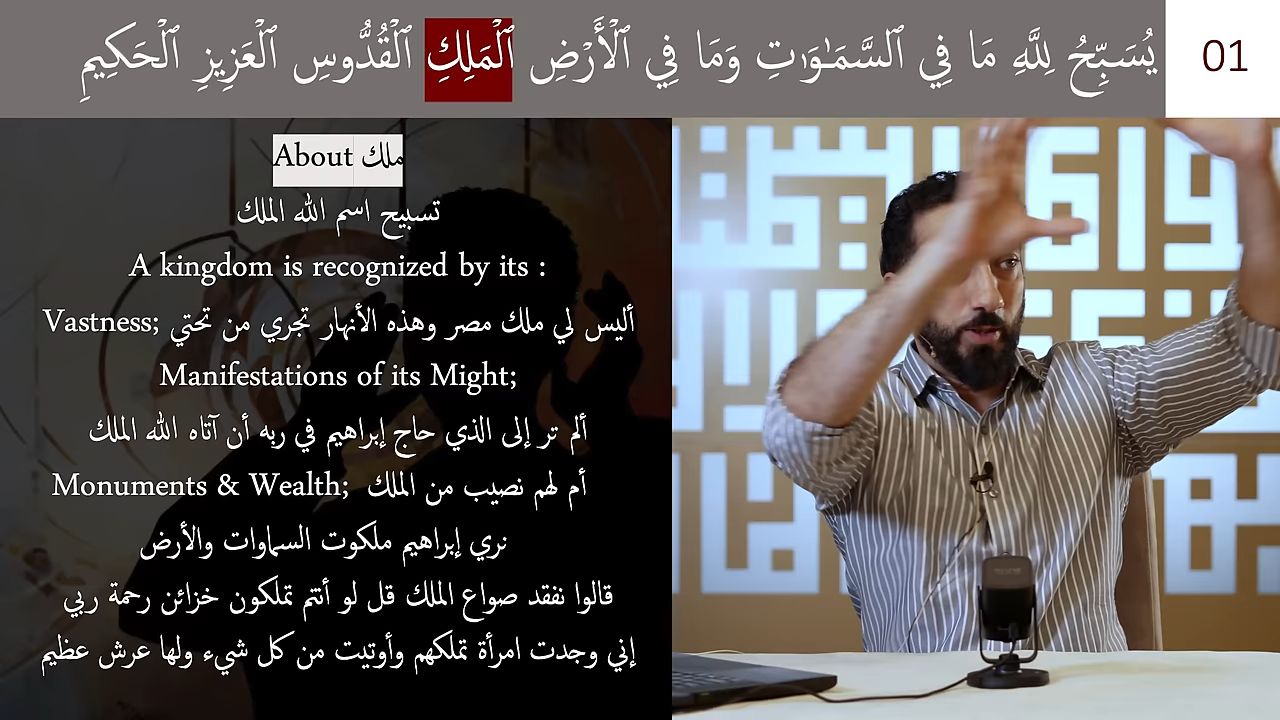 يُسَبِّحُ لِلَّهِ مَا فِي ٱلسَّمَـٰوَٰتِ وَمَا فِي ٱلْأَرْضِ ٱلْمَلِكِ ٱلْقُدُّوسِ ٱلْعَزِيزِ ٱلْحَكِيمِ
01
About ملك
تسبيح اسم الله الملك
A kingdom is recognized by its :
Vastness; أليس لي ملك مصر وهذه الأنهار تجري من تحتي
Manifestations of its Might;
ألم تر إلى الذي حاج إبراهيم في ربه أن آتاه الله الملك
Monuments & Wealth; أم لهم نصيب من الملك
نري إبراهيم ملكوت السماوات والأرض
قالوا نفقد صواع الملك قل لو أنتم تملكون خزائن رحمة ربي
إني وجدت امرأة تملكهم وأوتيت من كل شيء ولها عرش عظيم